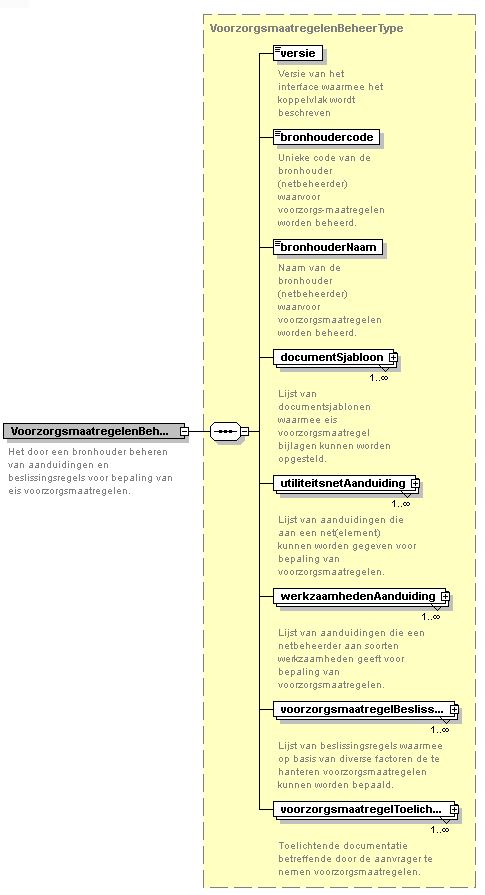 VoorzorgsmaatregelenBeheerType
versie
Versie van het
interface waarmee het
koppelvlak wordt
beschreven
bronhoudercode
Unieke code van de
bronhouder
(netbeheerder)
waarvoor
voorzorgs-maatregelen
worden beheerd.
bronhouderNaam
Naam van de
bronhouder
(netbeheerder)
waarvoor
voorzorgsmaatregelen
worden beheerd.
documentSjabloon
1..∞
Lijst van
documentsjablonen
waarmee eis
voorzorgsmaatregel
bijlagen kunnen worden
opgesteld.
VoorzorgsmaatregelenBeh...
Het door een bronhouder beheren
van aanduidingen en
beslissingsregels voor bepaling van
eis voorzorgsmaatregelen.
utiliteitsnetAanduiding
1..∞
Lijst van aanduidingen die
aan een net(element)
kunnen worden gegeven voor
bepaling van
voorzorgsmaatregelen.
werkzaamhedenAanduiding
1..∞
Lijst van aanduidingen die een
netbeheerder aan soorten
werkzaamheden geeft voor
bepaling van
voorzorgsmaatregelen.
voorzorgsmaatregelBesliss...
1..∞
Lijst van beslissingsregels waarmee
op basis van diverse factoren de te
hanteren voorzorgsmaatregelen
kunnen worden bepaald.
voorzorgsmaatregelToelich...
1..∞
Toelichtende documentatie
betreffende door de aanvrager te
nemen voorzorgsmaatregelen.